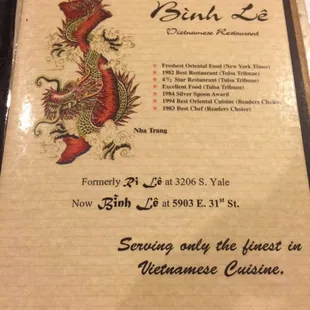 Bình Lê
Vietnamese Restaurant
Freshest Oriental Food (New York Times)
1982 Best Restaurant (Tulsa Tribune)
4½ Star Restaurant (Tulsa Tribune)
Excellent Food (Tulsa Tribune)
1984 Silver Spoon Award
1994 Best Oriental Cuisine (Readers Choice)
1983 Best Chef (Readers Choice)
Nha Trang
Formerly Ri Lê at 3206 S. Yale
Now Bình Lê at 5903 E. 31st St.
Serving only the finest in
Vietnamese Cuisine.